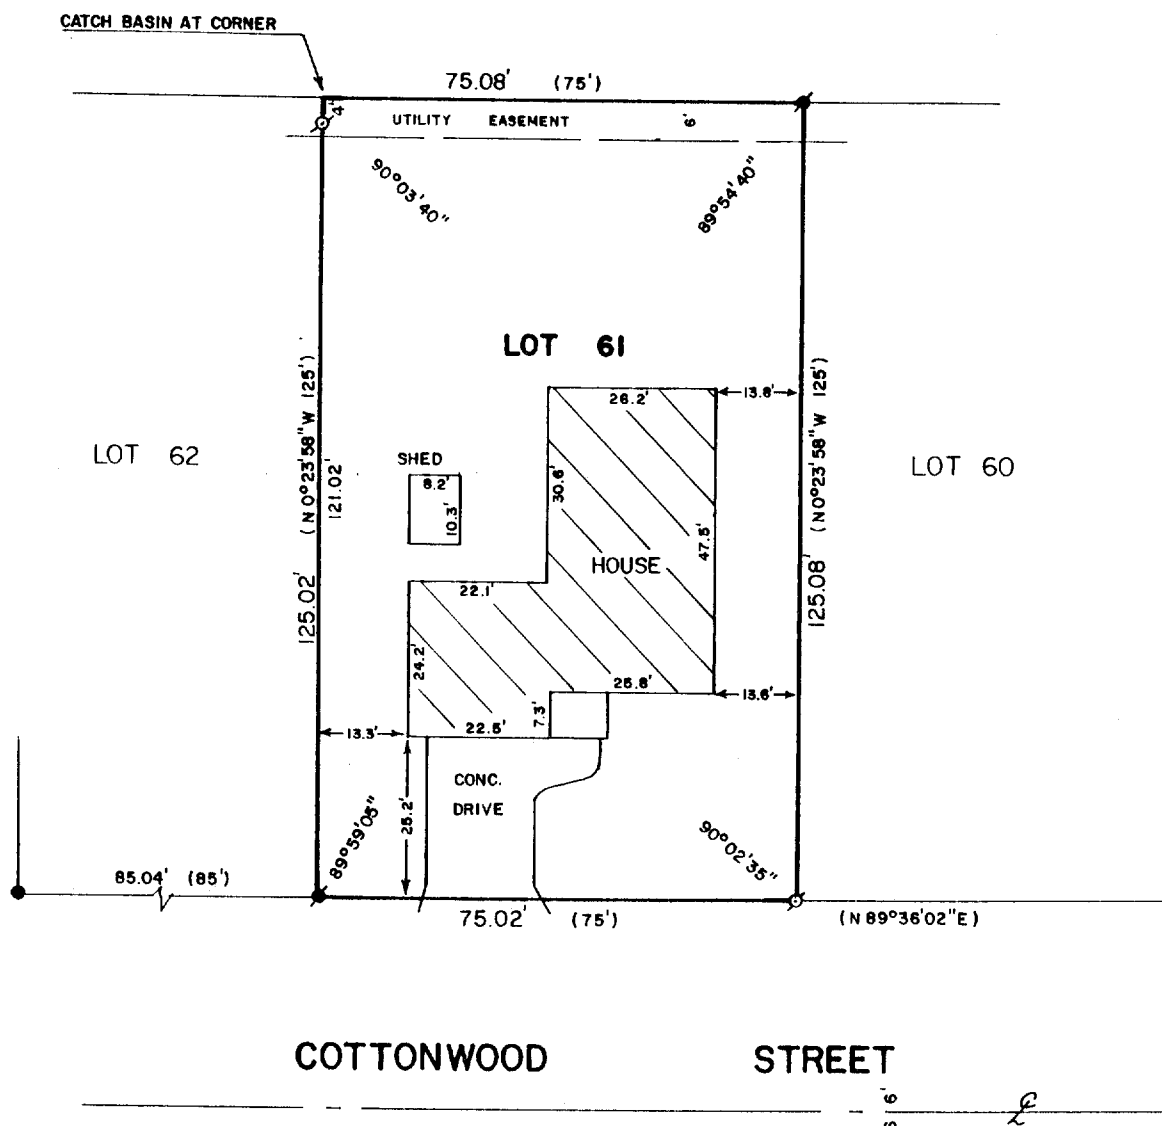 CATCH BASIN AT CORNER
75.08' (75')
4'
UTILITY EASEMENT 6'
90°03'40"
89°54'40"
LOT 61
(N 0°23'58"W 125')
121.02'
125.02'
(N0°23'58"W 125')
125.08'
26.2'
13.8'
LOT 62
SHED
8.2'
10.3'
30.6'
47.5'
LOT 60
HOUSE
22.1'
24.2'
25.8'
13.6'
7.3'
22.5'
13.3'
25.2'
CONC.
DRIVE
89°59'05"
90°02'35"
85.04' (85')
75.02' (75')
(N 89°36'02"E)
COTTONWOOD STREET